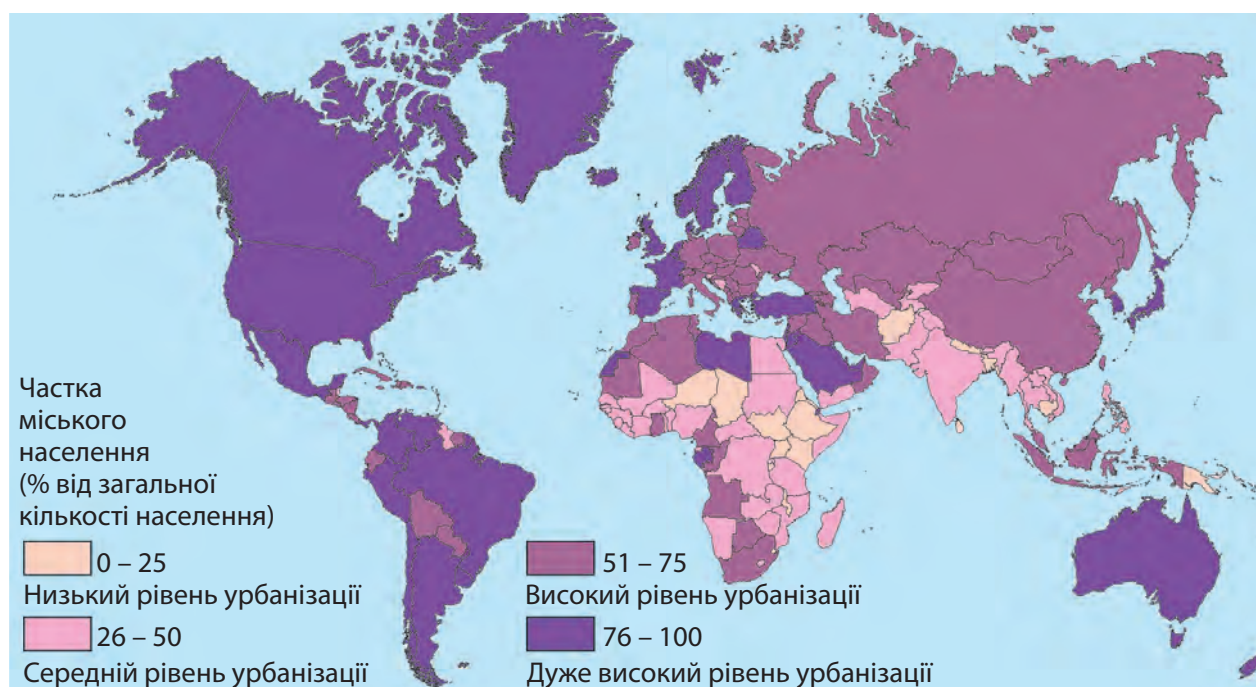 Частка
міського
населення
(% від загальної
кількості населення)
0 – 25
Низький рівень урбанізації
26 – 50
Середній рівень урбанізації
51 – 75
Високий рівень урбанізації
76 – 100
Дуже високий рівень урбанізації